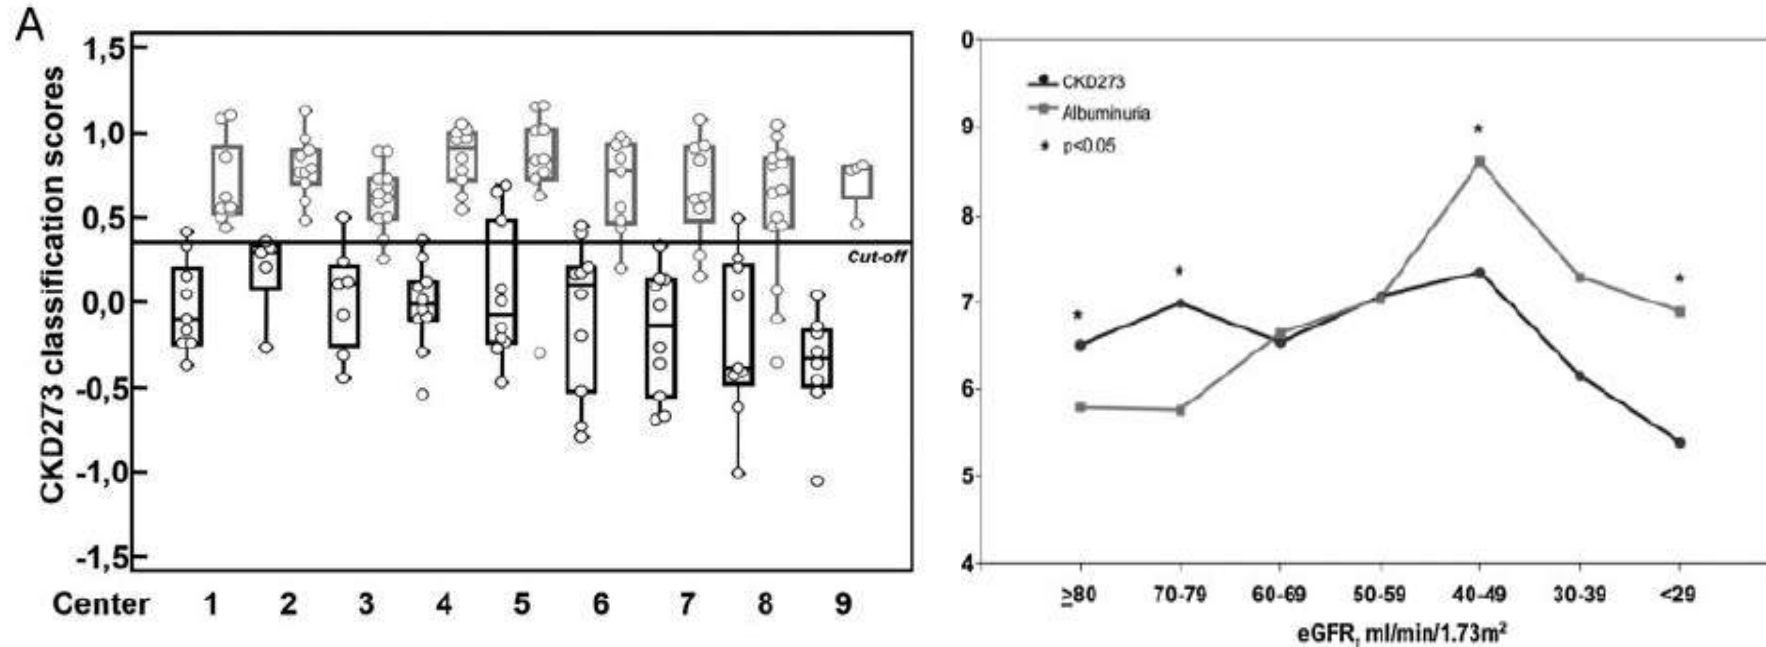 A
CKD273 classification scores
1,5
1,0
0,5
0,0
-0,5
-1,0
-1,5
Cut-off
Center 1 2 3 4 5 6 7 8 9
0
9
8
7
6
5
4
CKD273
Albuminuria
* p<0.05
*
*
*
*
≥80 70-79 60-69 50-59 40-49 30-39 <29
eGFR, ml/min/1.73m²